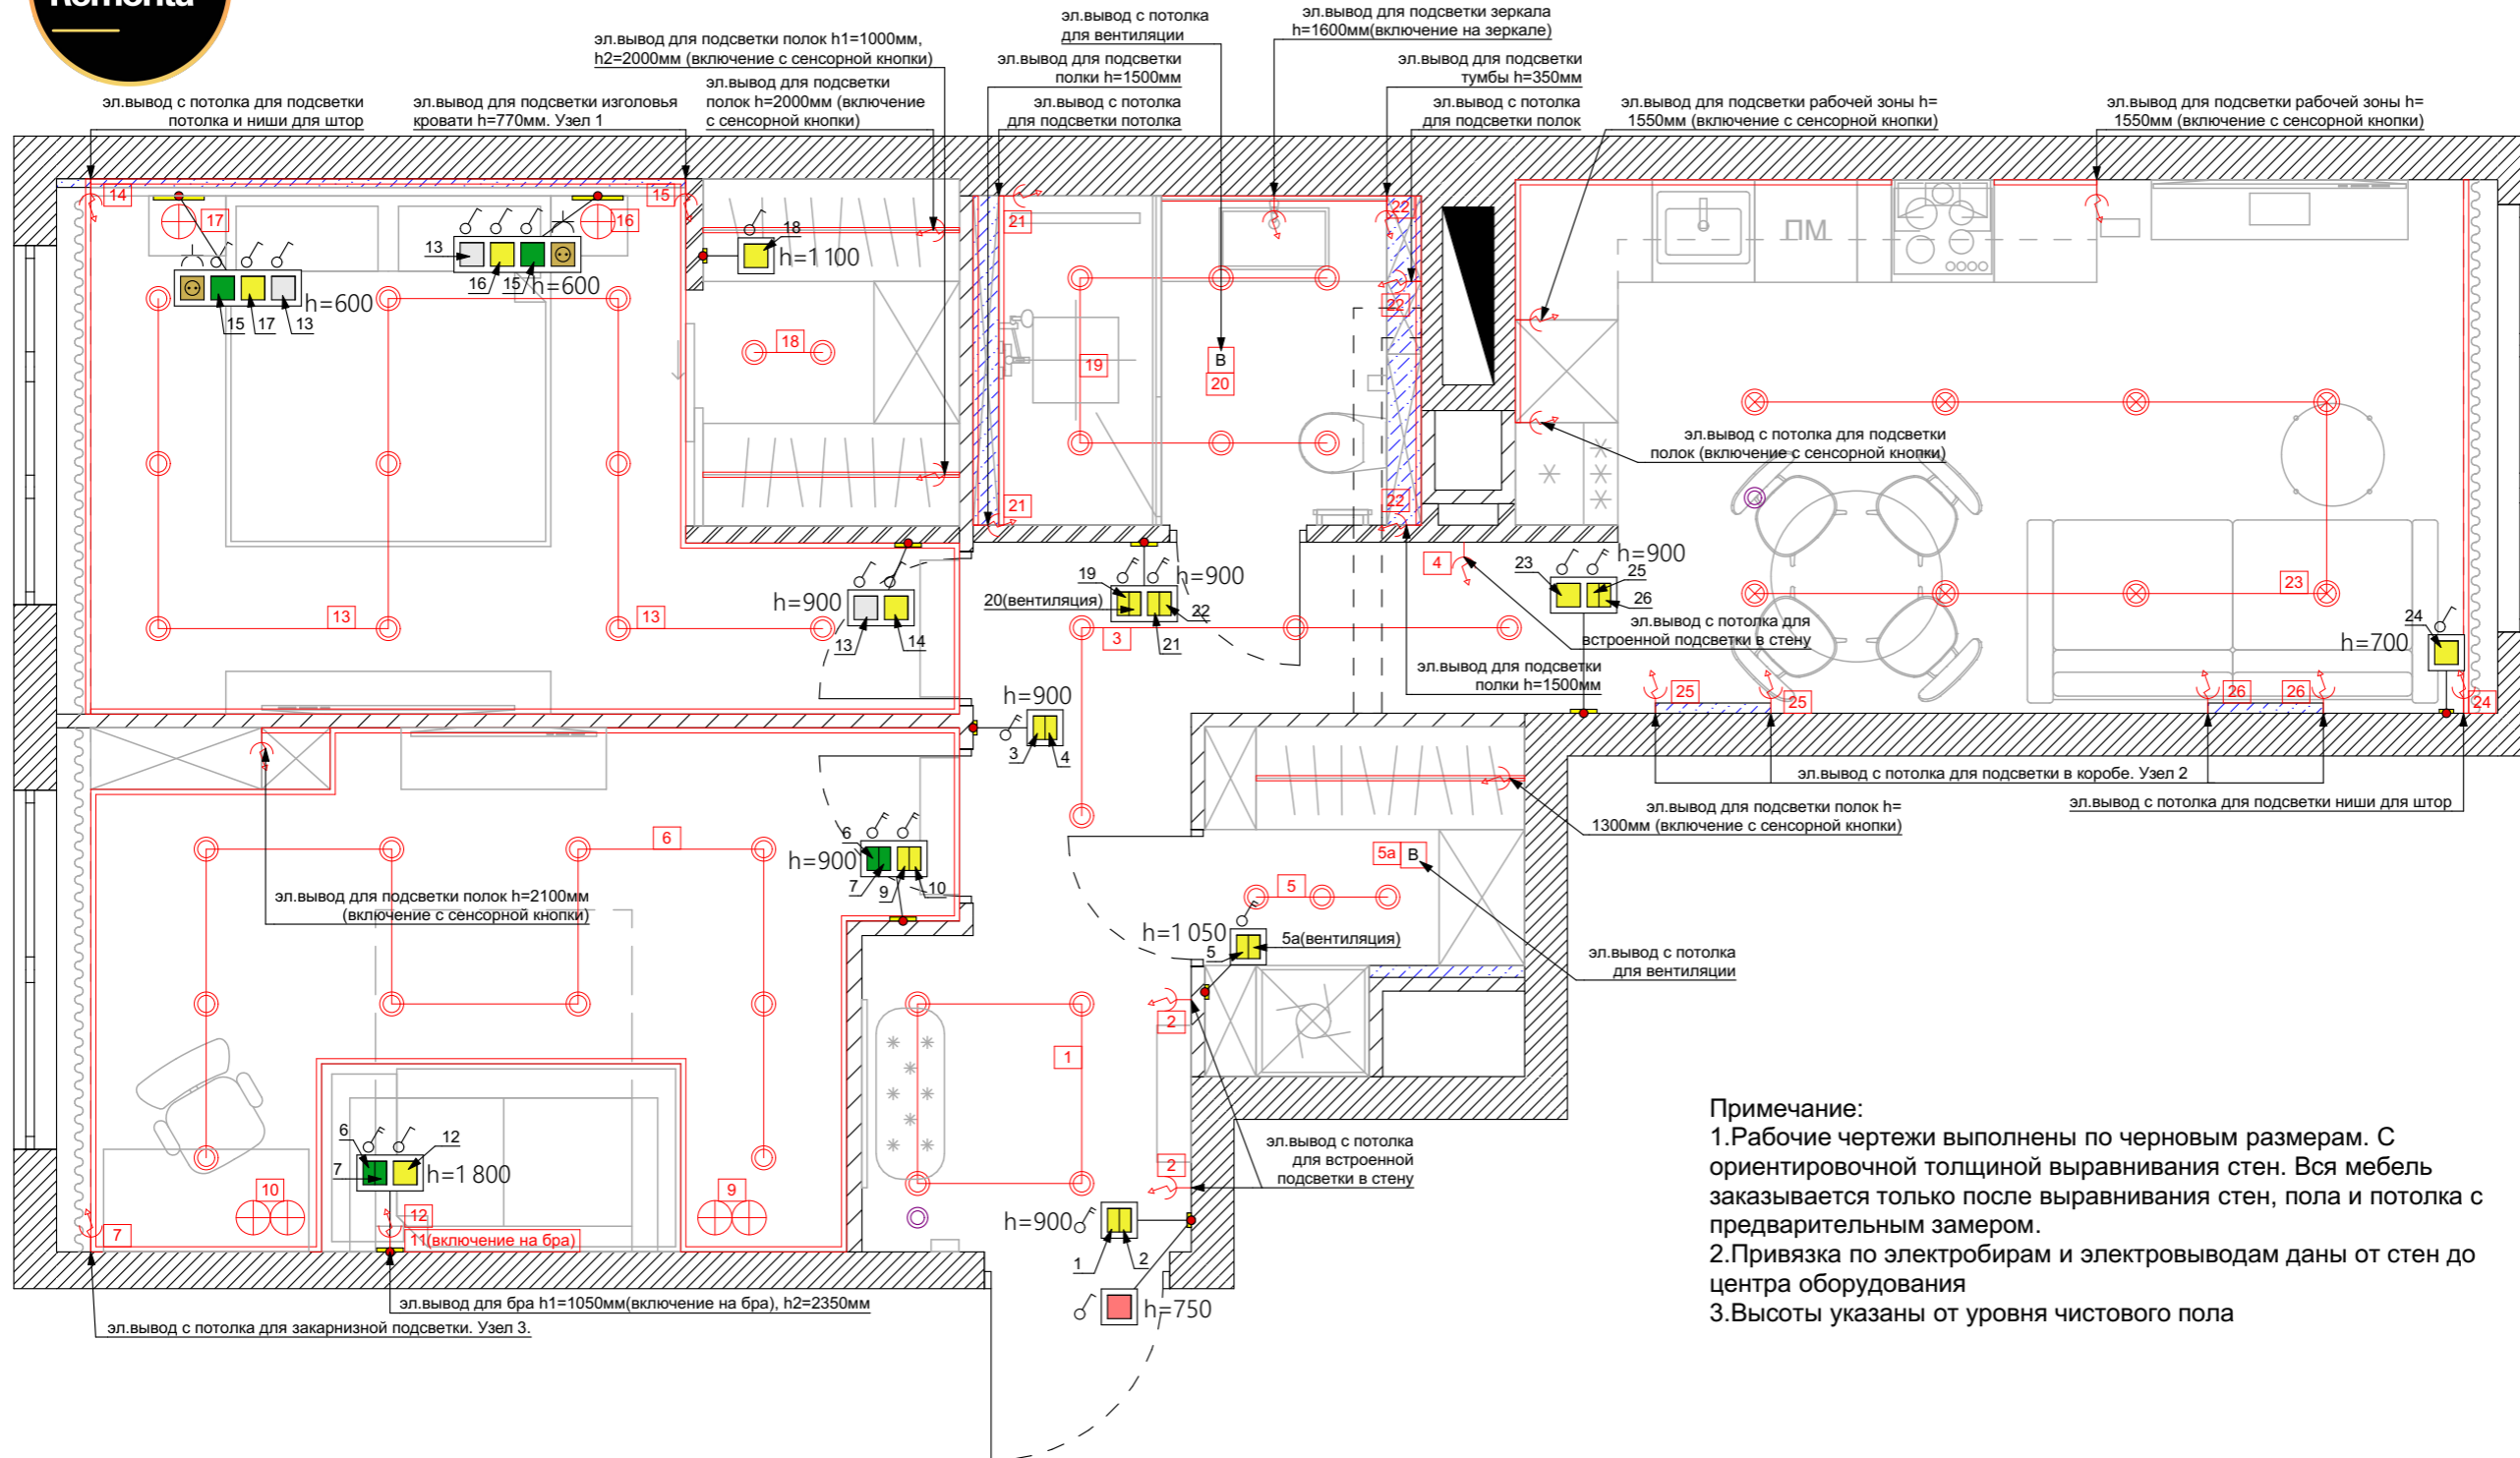 Remonta
эл.вывод с потолка
для вентиляции
эл.вывод для подсветки зеркала
h=1600мм(включение на зеркале)
эл.вывод для подсветки полок h1=1000мм,
h2=2000мм (включение с сенсорной кнопки)
эл.вывод для подсветки
полки h=1500мм
эл.вывод для подсветки
тумбы h=350мм
эл.вывод с потолка для подсветки
потолка и ниши для штор
эл.вывод для подсветки изголовья
кровати h=770мм. Узел 1
эл.вывод для подсветки
полок h=2000мм (включение
с сенсорной кнопки)
эл.вывод с потолка
для подсветки потолка
эл.вывод с потолка
для подсветки полок
эл.вывод для подсветки рабочей зоны h=
1550мм (включение с сенсорной кнопки)
эл.вывод для подсветки рабочей зоны h=
1550мм (включение с сенсорной кнопки)
14
17
15
16
13
16
15
h=600
15
17
13
h=600
18
h=1 100
18
21
22
22
19
В
20
ПМ
эл.вывод с потолка для подсветки
полок (включение с сенсорной кнопки)
21
22
13
13
h=900
13
14
19
h=900
20(вентиляция)
22
21
3
4
23
h=900
25
26
23
24
h=700
эл.вывод с потолка для
встроенной подсветки в стену
эл.вывод для подсветки
полки h=1500мм
h=900
3
4
25
25
26
26
24
эл.вывод с потолка для подсветки в коробе. Узел 2
эл.вывод с потолка для подсветки ниши для штор
эл.вывод для подсветки полок h=
1300мм (включение с сенсорной кнопки)
6
6
h=900
7
9
10
5а
В
5
эл.вывод для подсветки полок h=2100мм
(включение с сенсорной кнопки)
h=1 050
5
5а(вентиляция)
эл.вывод с потолка
для вентиляции
2
1
2
эл.вывод с потолка
для встроенной
подсветки в стену
6
12
7
h=1 800
10
9
7
12
11(включение на бра)
h=900
1
2
h=750
эл.вывод для бра h1=1050мм(включение на бра), h2=2350мм
эл.вывод с потолка для закарнизной подсветки. Узел 3.
Примечание:
1.Рабочие чертежи выполнены по черновым размерам. С
ориентировочной толщиной выравнивания стен. Вся мебель
заказывается только после выравнивания стен, пола и потолка с
предварительным замером.
2.Привязка по электробирам и электровыводам даны от стен до
центра оборудования
3.Высоты указаны от уровня чистового пола